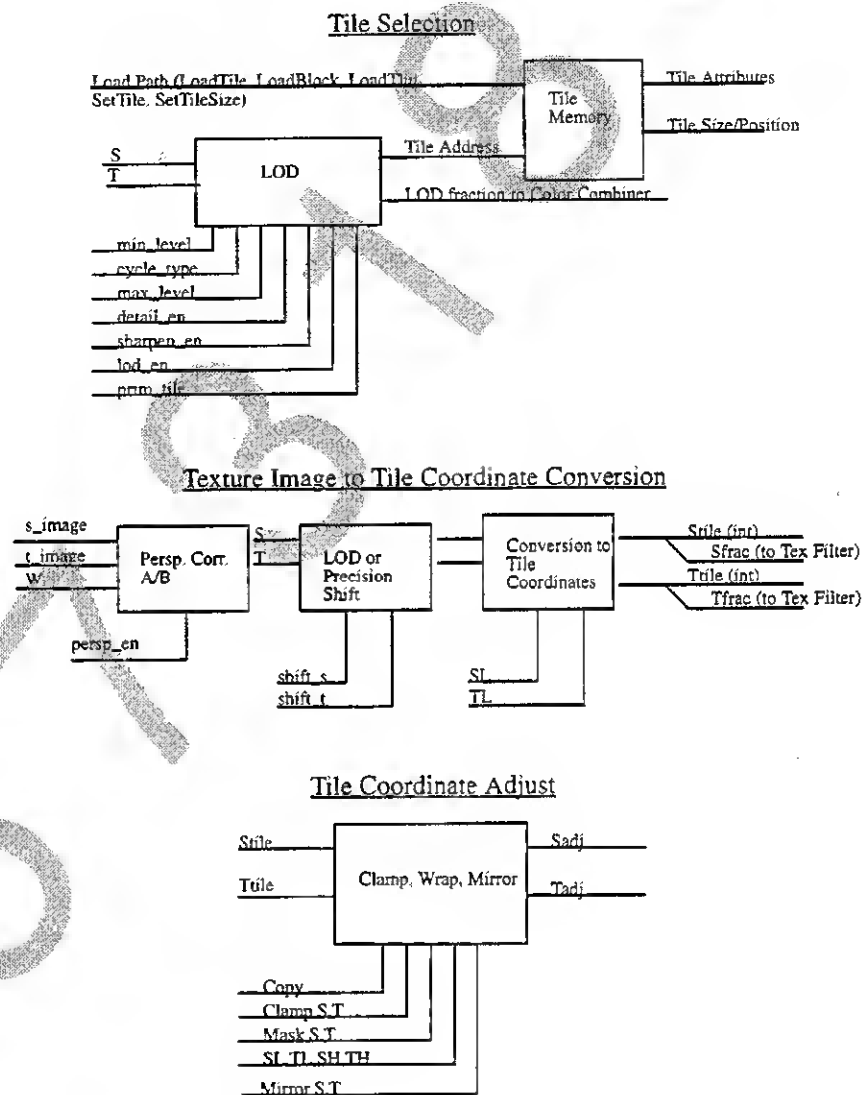 Tile Selection
Load Path (LoadTile, LoadBlock, LoadTlut,
SetTile, SetTileSize)
Tile Memory
Tile Attributes
Tile Size/Position
S
T
LOD
Tile Address
LOD fraction to Color Combiner
min_level
cycle_type
max_level
detail_en
sharpen_en
lod_en
prim_tile
Texture Image to Tile Coordinate Conversion
s_image
t_image
W
Persp. Corr.
A/B
persp_en
S
T
LOD or
Precision
Shift
shift_s
shift_t
Conversion to
Tile
Coordinates
SL
TL
Stile (int)
Sfrac (to Tex Filter)
Ttile (int)
Tfrac (to Tex Filter)
Tile Coordinate Adjust
Stile
Ttile
Clamp, Wrap, Mirror
Sadj
Tadj
Copy
Clamp S,T
Mask S,T
SL,TL,SH,TH
Mirror S,T